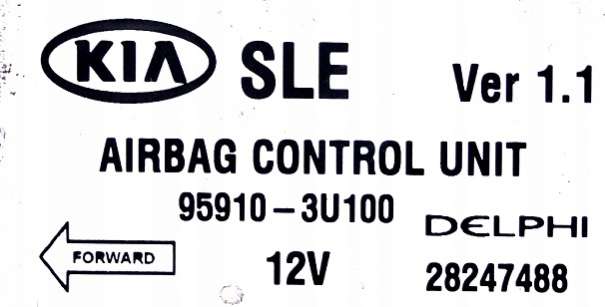 KIA SLE Ver 1.1
AIRBAG CONTROL UNIT
95910-3U100
DELPHI
FORWARD 12V 28247488